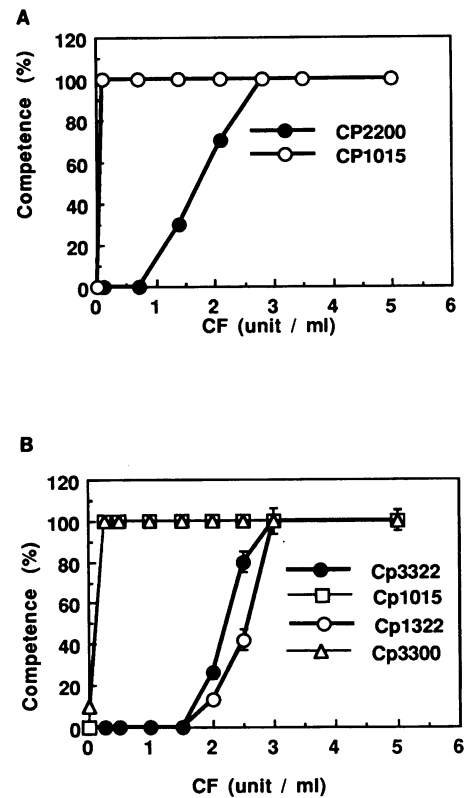 A
Competence (%)
120
100
80
60
40
20
0
CP2200
CP1015
0 1 2 3 4 5 6
CF (unit / ml)
B
Competence (%)
120
100
80
60
40
20
0
Cp3322
Cp1015
Cp1322
Cp3300
0 1 2 3 4 5 6
CF (unit / ml)